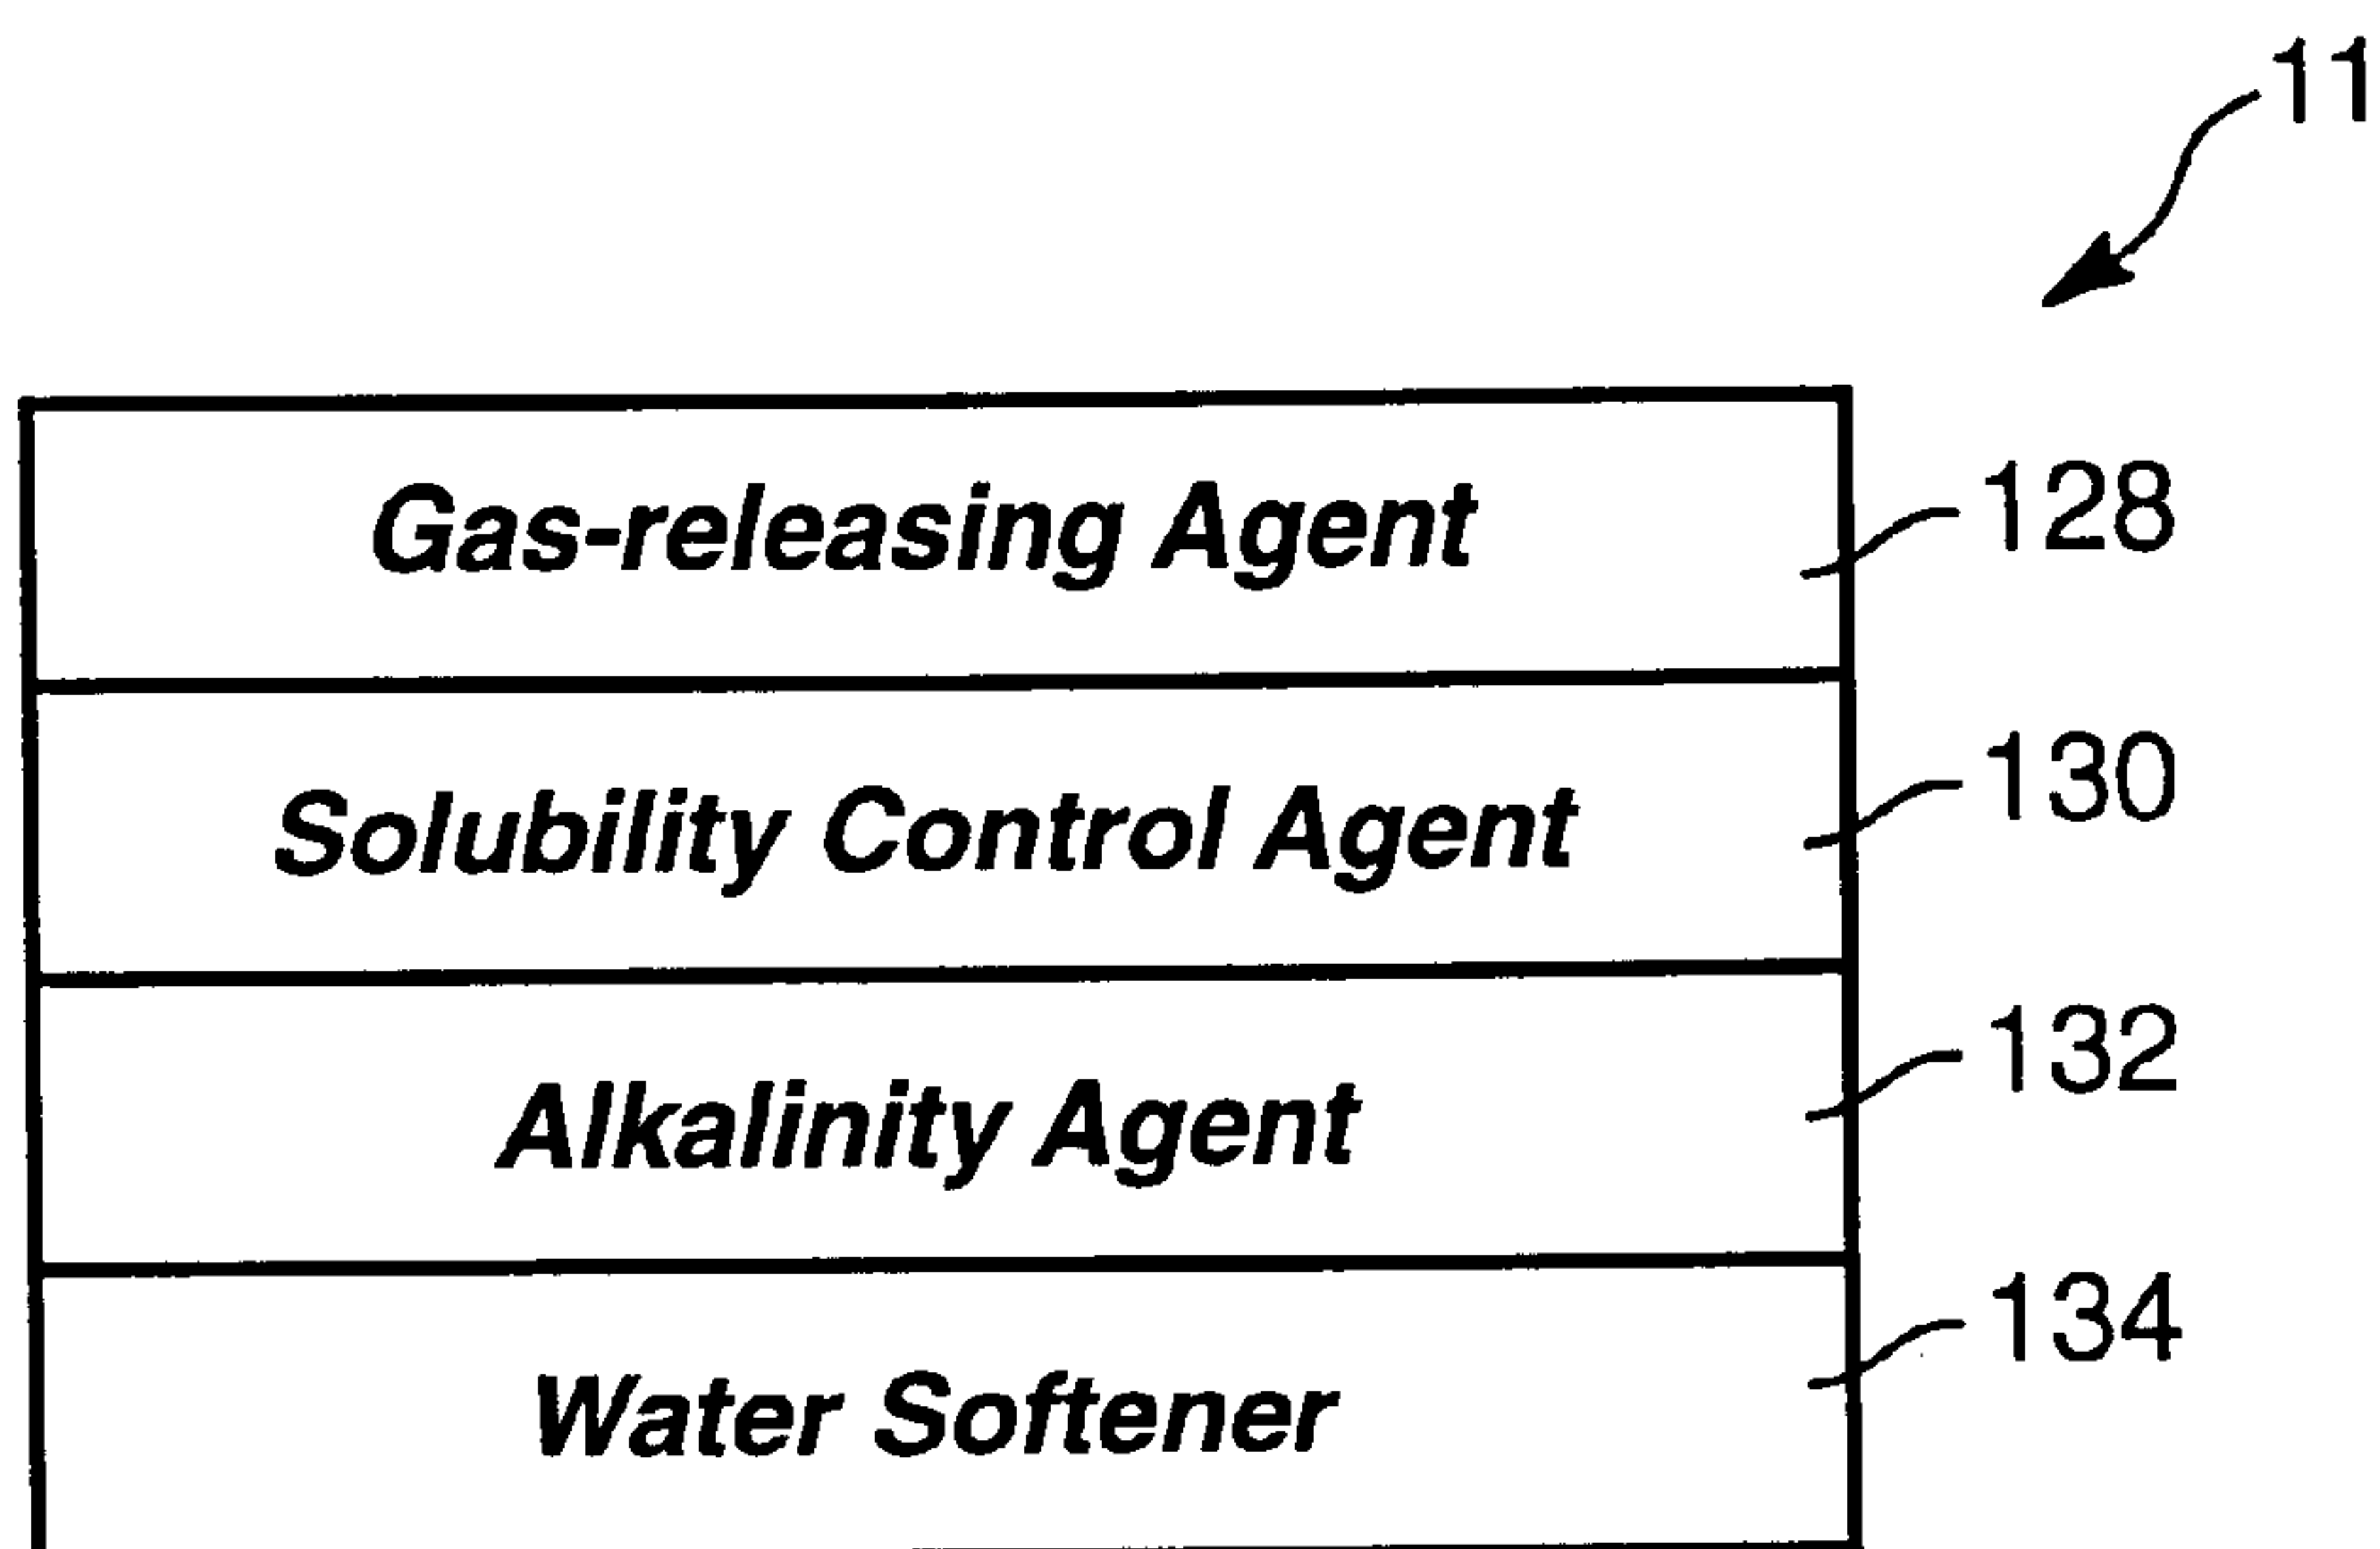 11
Gas-releasing Agent 128
Solubility Control Agent 130
Alkalinity Agent 132
Water Softener 134